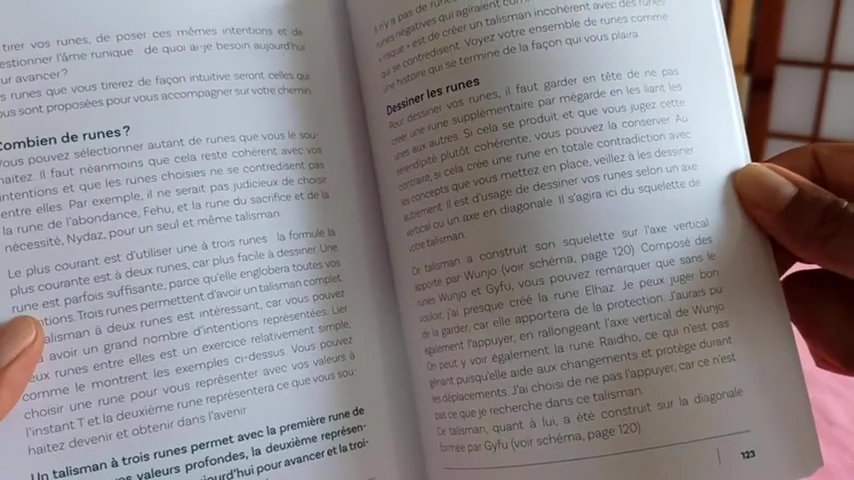 tirer vos runes, de poser ces mêmes intentions et de
estionner l'âme runique de quoi ai-je besoin aujourd'hui
ur avancer?
s runes que vous tirerez de façon intuitive seront celles qui
ous sont proposées pour vous accompagner sur votre chemin.
Combien de runes?
Vous pouvez sélectionner autant de runes que vous le sou-
haitez. Il faut néanmoins que cela reste cohérent avec vos
intentions et que les runes choisies ne se contredisent pas
entre elles. Par exemple, il ne serait pas judicieux de choisir
la rune de l'abondance, Fehu, et la rune du sacrifice et de la
nécessité, Nydaz, pour un seul et même talisman.
Le plus courant est d'utiliser une à trois runes la formule la
plus courante est à deux runes, car plus facile à dessiner. Une
rune est parfois suffisante, parce qu'elle englobera toutes vos
tions. Trois runes permettent d'avoir un talisman complet
alisman à deux runes est intéressant, car vous pouvez
avoir un grand nombre d'intentions représentées. Lier
eux runes entre elles est un exercice relativement simple,
comme le montrent les exemples ci-dessus. Vous pouvez
choisir une rune pour vous représenter avec vos valeurs à
l'instant T et la deuxième rune représentera ce que vous sou-
haitez devenir et obtenir dans l'avenir
Un talisman à trois runes permet avec la première rune de
vos valeurs profondes, la deuxième représen-
ourd'hui pour avancer et la troi-
il n'y a pas de
runes négatives qui agiraient
risque » est de créer un talisman incohérent avec des runes
qui se contredisent. Voyez votre ensemble de runes comme
une histoire qui se termine de la façon qui vous plaira.
Dessiner les runes
Pour dessiner vos runes, il faut garder en tête de ne pas
créer une rune supplémentaire par mégarde en les liant les
unes aux autres. Si cela se produit et que vous jugez cette
sérendipité plutôt cohérente, vous pouvez la conserver. Au
contraire, si cela crée une rune en totale contradiction avec
les concepts que vous mettez en place, veillez à les dessiner
autrement. Il est d'usage de dessiner vos runes selon un axe
vertical ou un axe en diagonale. Il s'agira ici du squelette de
votre talisman.
Ce talisman a construit son squelette sur l'axe vertical
apporté par Wunjo (voir schéma, page 120) Composé des
runes Wunjo et Gyfu, vous pouvez remarquer que sans le
vouloir, j'ai presque créé la rune Elhaz. Je peux juger bon
de la garder, car elle apportera de la protection. J'aurais pu
également l'appuyer, en rallongeant l'axe vertical de Wunjo
On peut y voir également la rune Raidho, ce qui n'est pas
gênant puisqu'elle aide aux changements et protège durant
les déplacements. J'ai choisi de ne pas l'appuyer, car ce n'est
pas ce que je recherche dans ce talisman.
Ce talisman, quant à lui, a été construit sur la diagonale
formée par Gyfu (voir schéma, page 120)
123